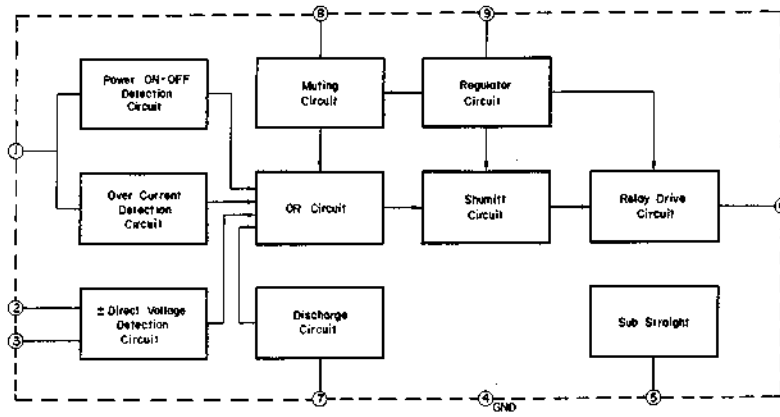 8
9
Power ON-OFF
Detection
Circuit
Muting
Circuit
Regulator
Circuit
1
Over Current
Detection
Circuit
OR Circuit
Shumitt
Circuit
Relay Drive
Circuit
2
3
± Direct Voltage
Detection
Circuit
Discharge
Circuit
Sub Straight
7
4
GND
5